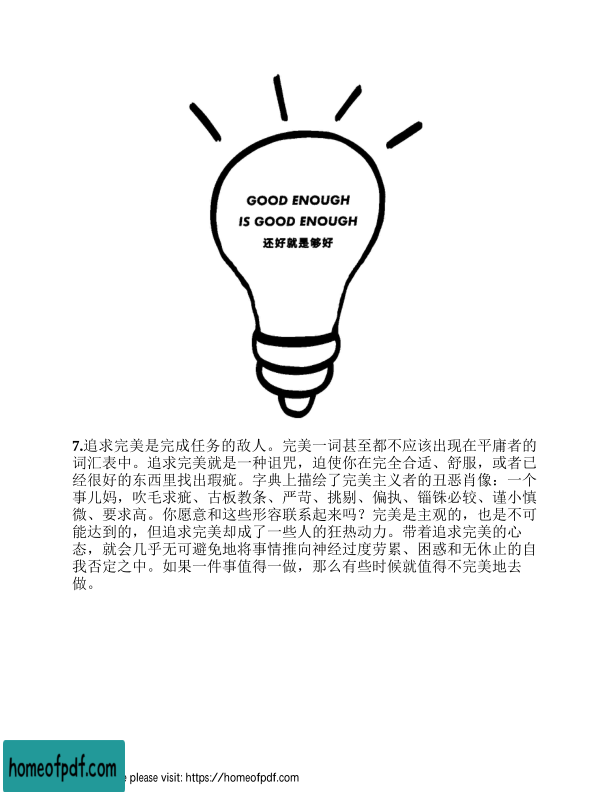 GOOD ENOUGH
IS GOOD ENOUGH
还好就是够好
7.追求完美是完成任务的敌人。完美一词甚至都不应该出现在平庸者的
词汇表中。追求完美就是一种诅咒，迫使你在完全合适、舒服，或者已
经很好的东西里找出瑕疵。字典上描绘了完美主义者的丑恶肖像：一个
事儿妈，吹毛求疵、古板教条、严苛、挑剔、偏执、锱铢必较、谨小慎
微、要求高。你愿意和这些形容联系起来吗？完美是主观的，也是不可
能达到的，但追求完美却成了一些人的狂热动力。带着追求完美的心
态，就会几乎无可避免地将事情推向神经过度劳累、困惑和无休止的自
我否定之中。如果一件事值得一做，那么有些时候就值得不完美地去
做。
homeofpdf.com
please visit: https://homeofpdf.com